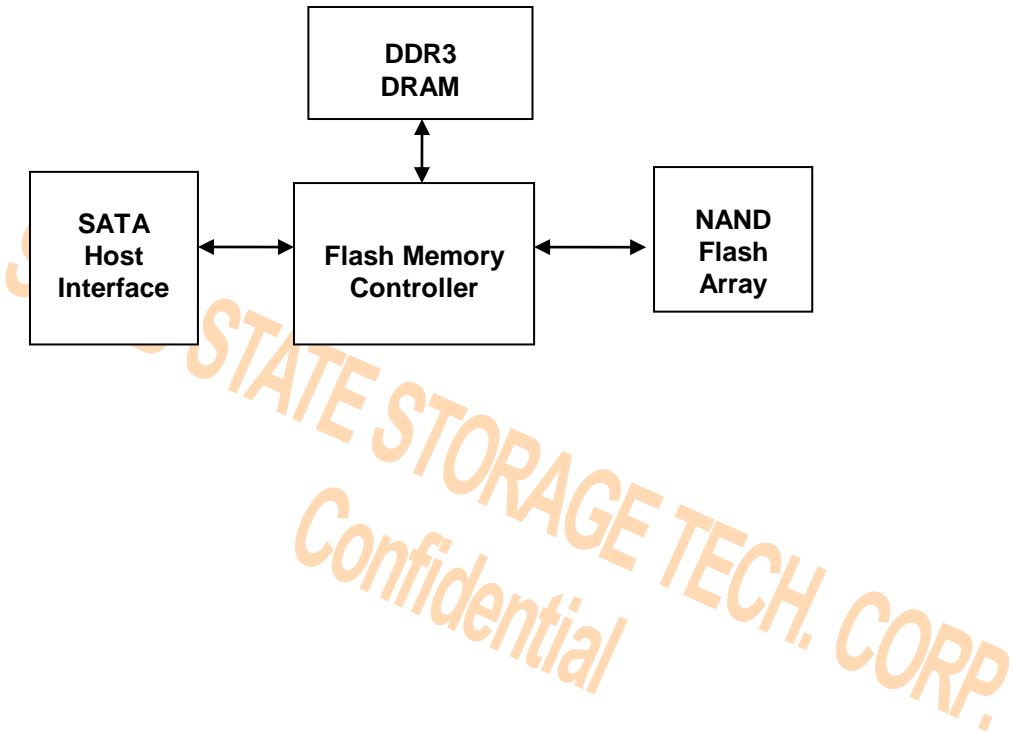 DDR3
DRAM
SATA
Host
Interface
Flash Memory
Controller
NAND
Flash
Array
STATE STORAGE TECH. CORP.
Confidential